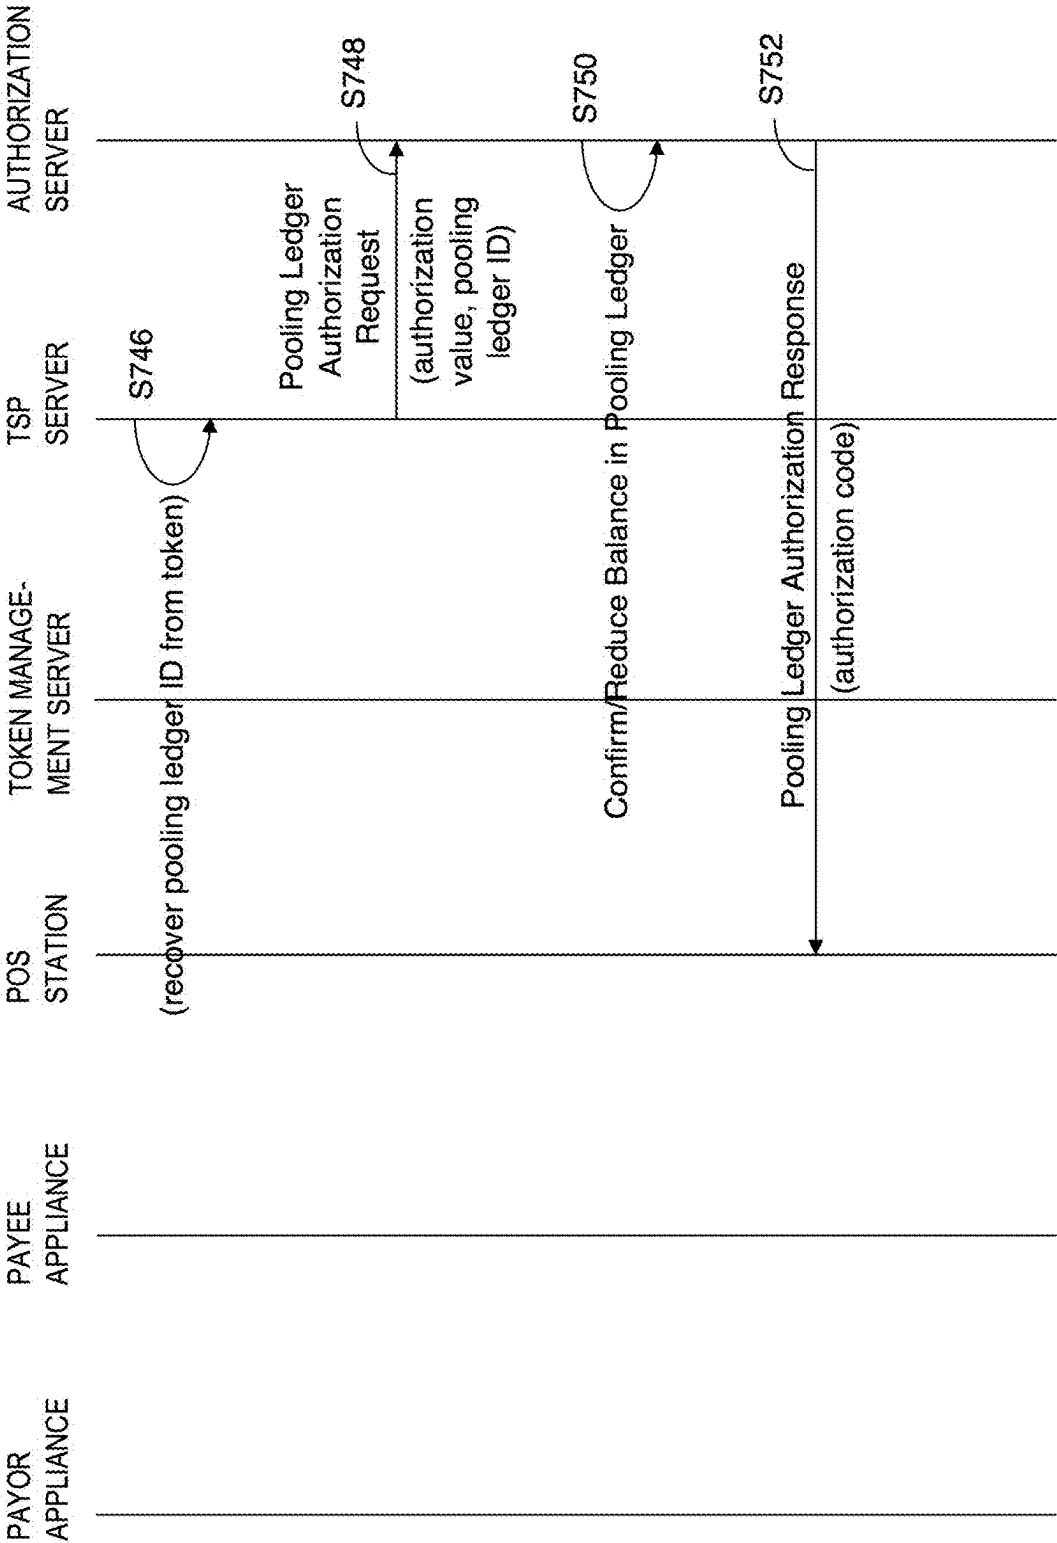 PAYOR
APPLIANCE
PAYEE
APPLIANCE
POS
STATION
TOKEN MANAGE-
MENT SERVER
TSP
SERVER
AUTHORIZATION
SERVER
S746
(recover pooling ledger ID from token)
Pooling Ledger
Authorization
Request
S748
(authorization
value, pooling
ledger ID)
S750
Confirm/Reduce Balance in Pooling Ledger
S752
Pooling Ledger Authorization Response
(authorization code)